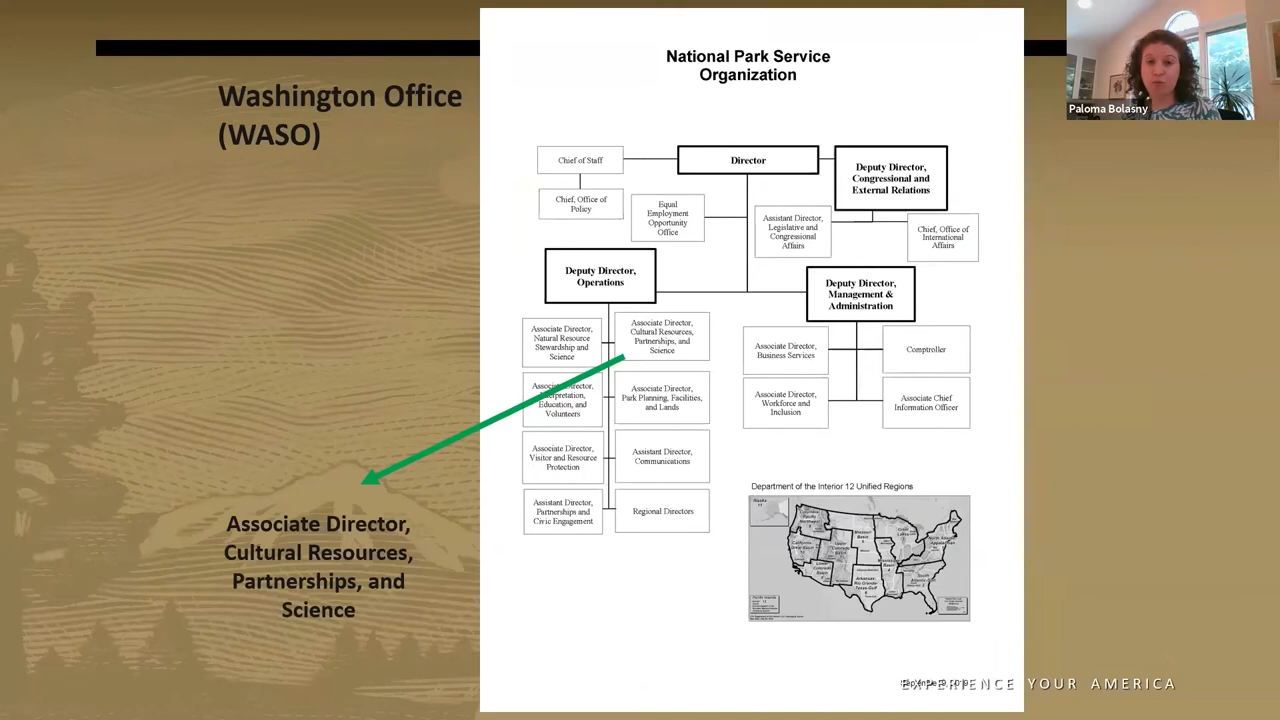 Washington Office
(WASO)
National Park Service
Organization
Paloma Bolasny
Chief of Staff
Director
Deputy Director,
Congressional and
External Relations
Chief, Office of
Policy
Equal
Employment
Opportunity
Office
Assistant Director,
Legislative and
Congressional
Affairs
Chief, Office of
International
Affairs
Deputy Director,
Operations
Deputy Director,
Management &
Administration
Associate Director,
Natural Resource
Stewardship and
Science
Associate Director,
Cultural Resources,
Partnerships, and
Science
Associate Director,
Interpretation,
Education, and
Volunteers
Associate Director,
Park Planning, Facilities,
and Lands
Associate Director,
Visitor and Resource
Protection
Assistant Director,
Communications
Assistant Director,
Partnerships and
Civic Engagement
Regional Directors
Associate Director,
Business Services
Comptroller
Associate Director,
Workforce and
Inclusion
Associate Chief
Information Officer
Department of the Interior 12 Unified Regions
Alaska
Associate Director,
Cultural Resources,
Partnerships, and
Science
EXPERIENCE YOUR AMERICA